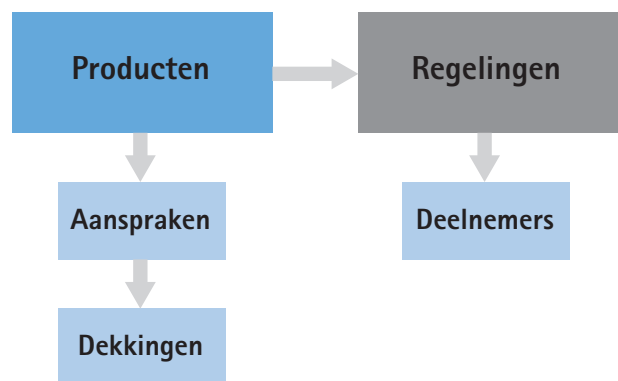 Producten
Regelingen
Aanspraken
Deelnemers
Dekkingen